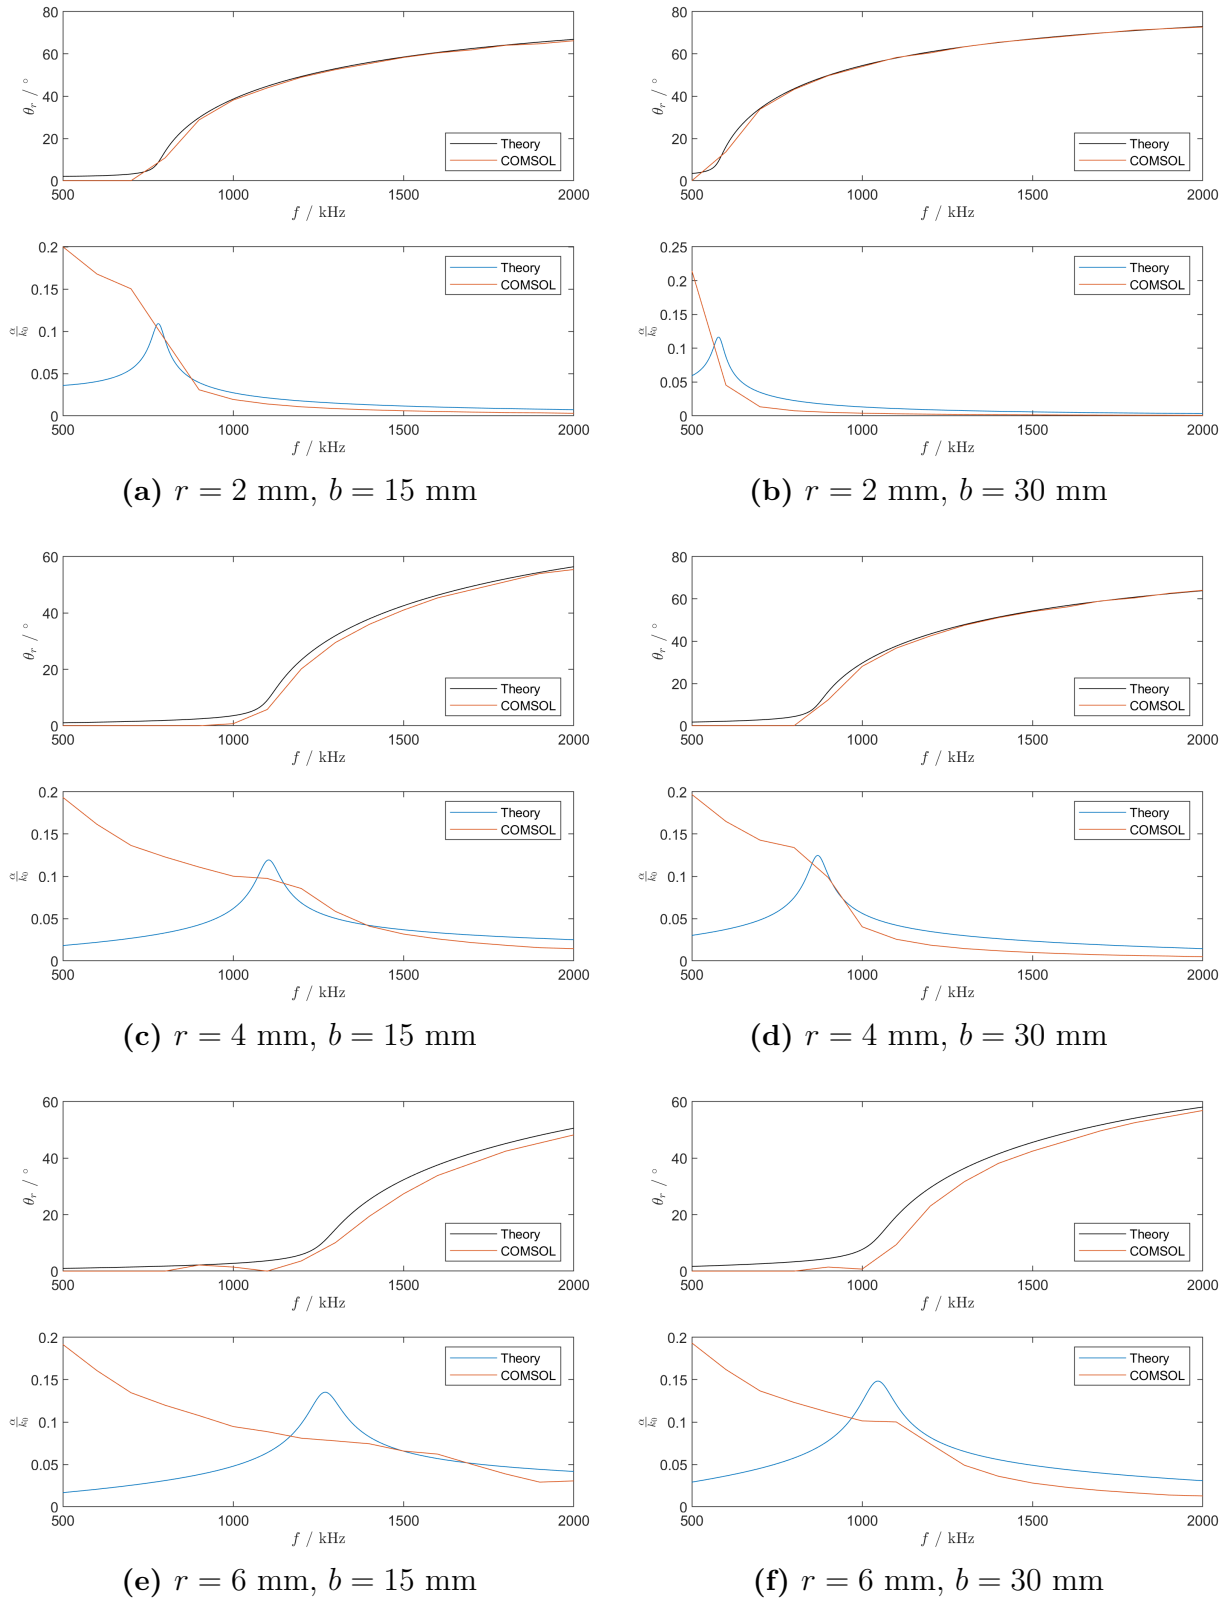 80
60
40
20
0
θr / °
Theory
COMSOL
500 1000 1500 2000
f / kHz
0.2
0.15
0.1
0.05
0
α/k0
Theory
COMSOL
500 1000 1500 2000
f / kHz
(a) r = 2 mm, b = 15 mm
80
60
40
20
0
θr / °
Theory
COMSOL
500 1000 1500 2000
f / kHz
0.25
0.2
0.15
0.1
0.05
0
α/k0
Theory
COMSOL
500 1000 1500 2000
f / kHz
(b) r = 2 mm, b = 30 mm
60
40
20
0
θr / °
Theory
COMSOL
500 1000 1500 2000
f / kHz
0.2
0.15
0.1
0.05
0
α/k0
Theory
COMSOL
500 1000 1500 2000
f / kHz
(c) r = 4 mm, b = 15 mm
80
60
40
20
0
θr / °
Theory
COMSOL
500 1000 1500 2000
f / kHz
0.2
0.15
0.1
0.05
0
α/k0
Theory
COMSOL
500 1000 1500 2000
f / kHz
(d) r = 4 mm, b = 30 mm
60
40
20
0
θr / °
Theory
COMSOL
500 1000 1500 2000
f / kHz
0.2
0.15
0.1
0.05
0
α/k0
Theory
COMSOL
500 1000 1500 2000
f / kHz
(e) r = 6 mm, b = 15 mm
60
40
20
0
θr / °
Theory
COMSOL
500 1000 1500 2000
f / kHz
0.2
0.15
0.1
0.05
0
α/k0
Theory
COMSOL
500 1000 1500 2000
f / kHz
(f) r = 6 mm, b = 30 mm